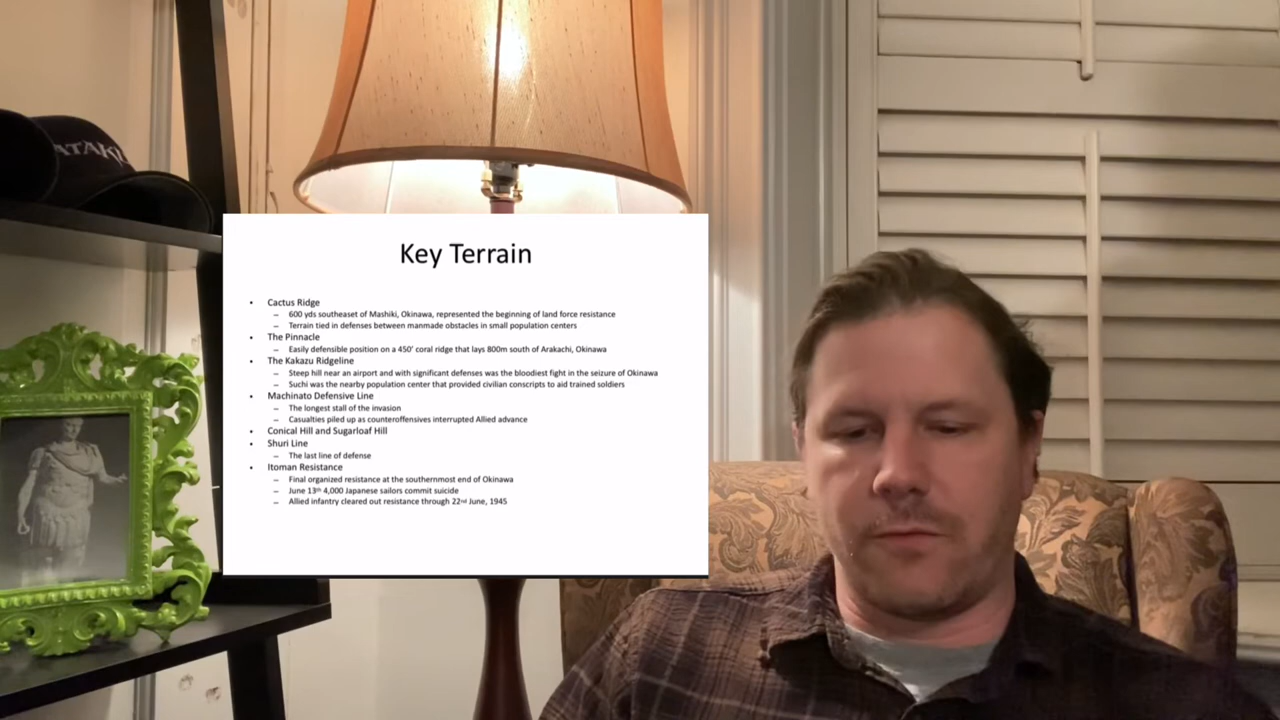 ATAK
Key Terrain
• Cactus Ridge
– 600 yds southeaset of Mashiki, Okinawa, represented the beginning of land force resistance
– Terrain tied in defenses between manmade obstacles in small population centers
• The Pinnacle
– Easily defensible position on a 450' coral ridge that lays 800m south of Arakachi, Okinawa
• The Kakazu Ridgeline
– Steep hill near an airport and with significant defenses was the bloodiest fight in the seizure of Okinawa
– Suchi was the nearby population center that provided civilian conscripts to aid trained soldiers
• Machinato Defensive Line
– The longest stall of the invasion
– Casualties piled up as counteroffensives interrupted Allied advance
• Conical Hill and Sugarloaf Hill
• Shuri Line
– The last line of defense
• Itoman Resistance
– Final organized resistance at the southernmost end of Okinawa
– June 13th 4,000 Japanese sailors commit suicide
– Allied infantry cleared out resistance through 22nd June, 1945